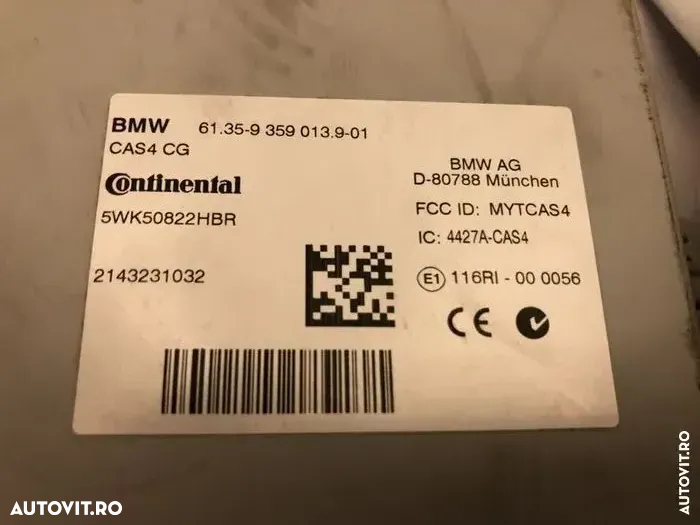 BMW 61.35-9 359 013.9-01
CAS4 CG
Continental
5WK50822HBR
2143231032
BMW AG
D-80788 München
FCC ID: MYTCAS4
IC: 4427A-CAS4
E1 116RI - 00 0056
CE
AUTOVIT.RO
AUTOVIT.RO